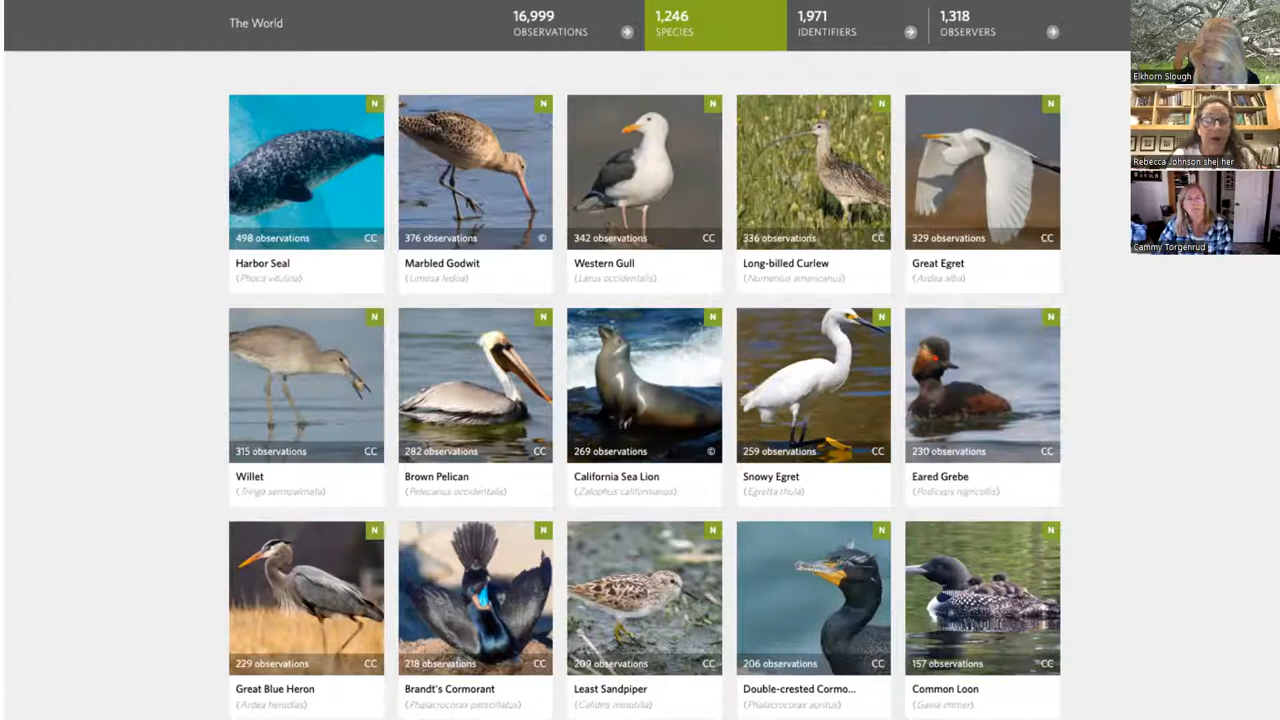 The World
16,999
OBSERVATIONS
1,246
SPECIES
1,971
IDENTIFIERS
1,318
OBSERVERS
Elkhorn Slough
Rebecca Johnson she| her
Cammy Torgenrud
N
N
N
N
N
498 observations CC
376 observations ©
342 observations CC
336 observations CC
329 observations CC
Harbor Seal
(Phoca vitulina)
Marbled Godwit
(Limosa fedoa)
Western Gull
(Larus occidentalis)
Long-billed Curlew
(Numenius americanus)
Great Egret
(Ardea alba)
N
N
N
N
N
315 observations CC
282 observations CC
269 observations ©
259 observations CC
230 observations CC
Willet
(Tringa semipalmata)
Brown Pelican
(Pelecanus occidentalis)
California Sea Lion
(Zalophus californianus)
Snowy Egret
(Egretta thula)
Eared Grebe
(Podiceps nigricollis)
N
N
N
N
N
229 observations CC
218 observations CC
209 observations CC
206 observations CC
157 observations CC
Great Blue Heron
(Ardea herodias)
Brandt's Cormorant
(Phalacrocorax penicillatus)
Least Sandpiper
(Calidris minutilla)
Double-crested Cormo...
(Phalacrocorax auritus)
Common Loon
(Gavia immer)